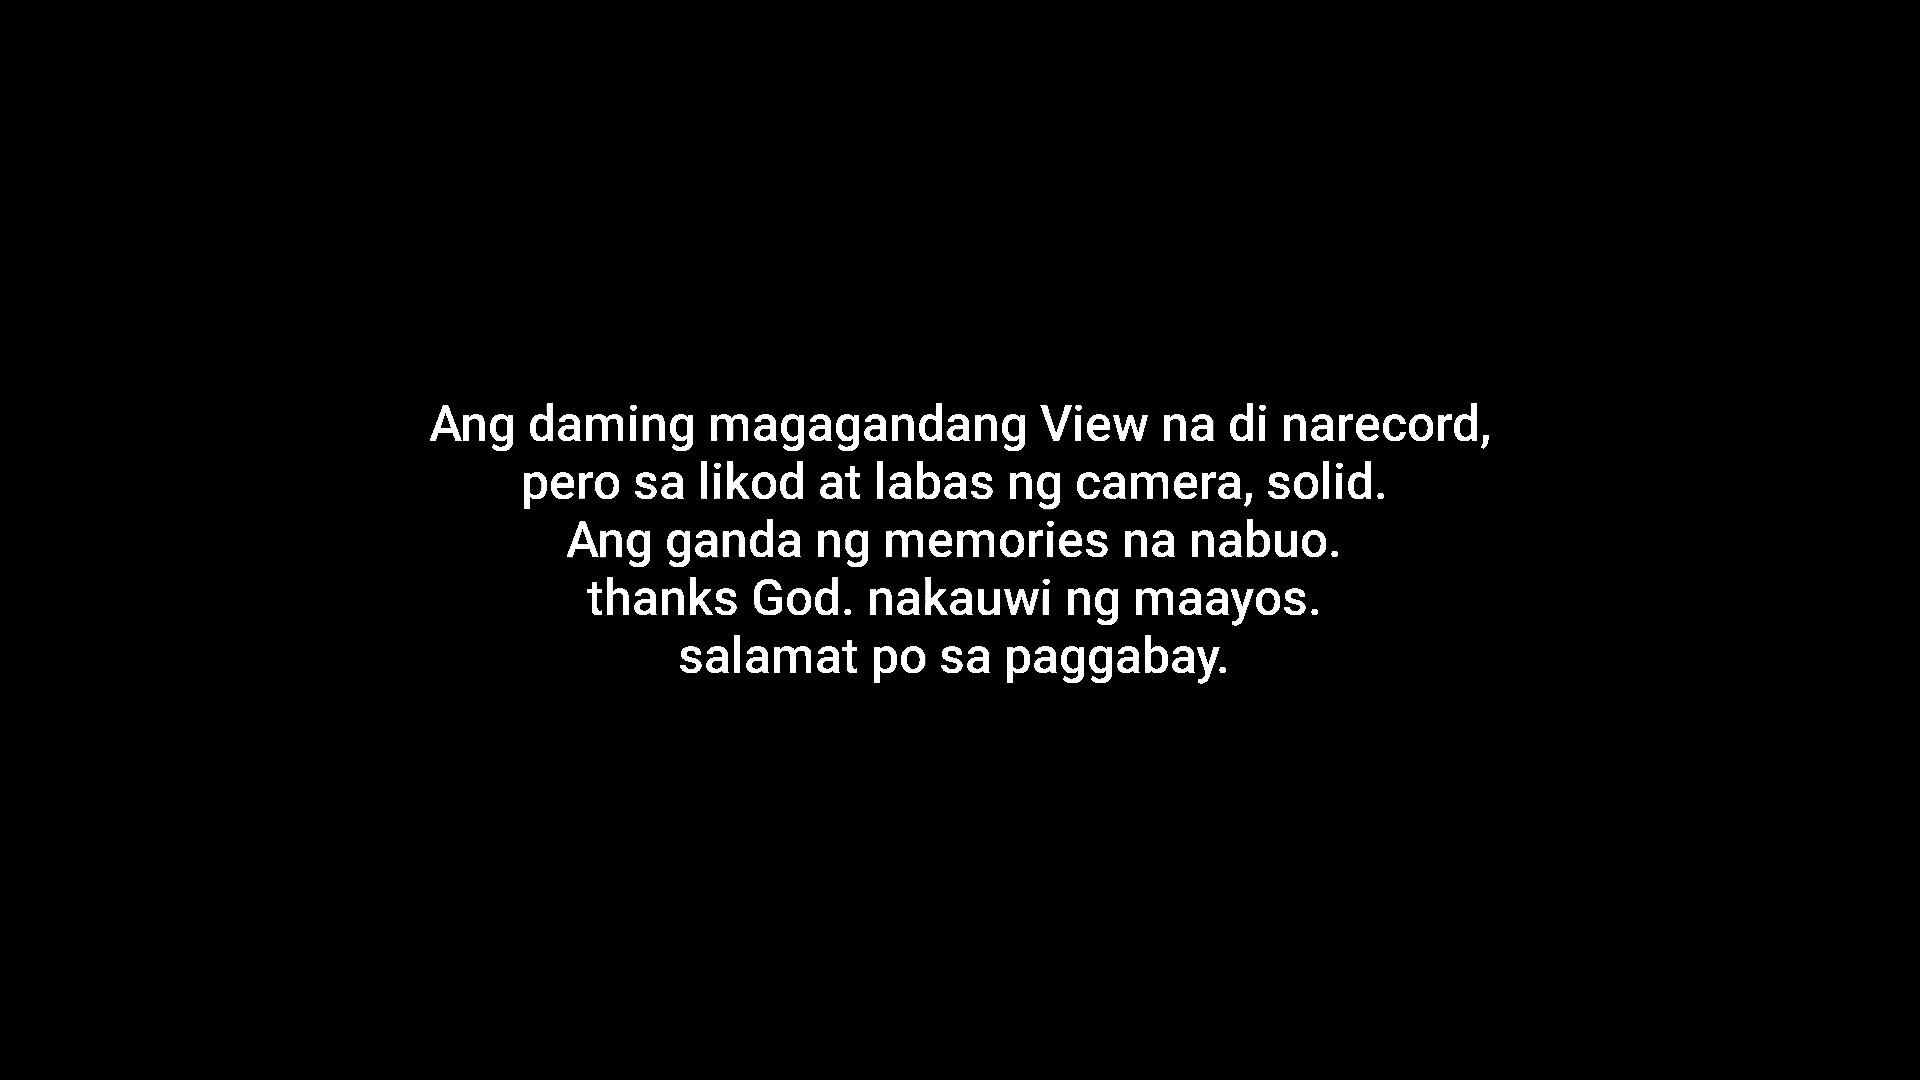 Ang daming magagandang View na di narecord,
pero sa likod at labas ng camera, solid.
Ang ganda ng memories na nabuo.
thanks God. nakauwi ng maayos.
salamat po sa paggabay.